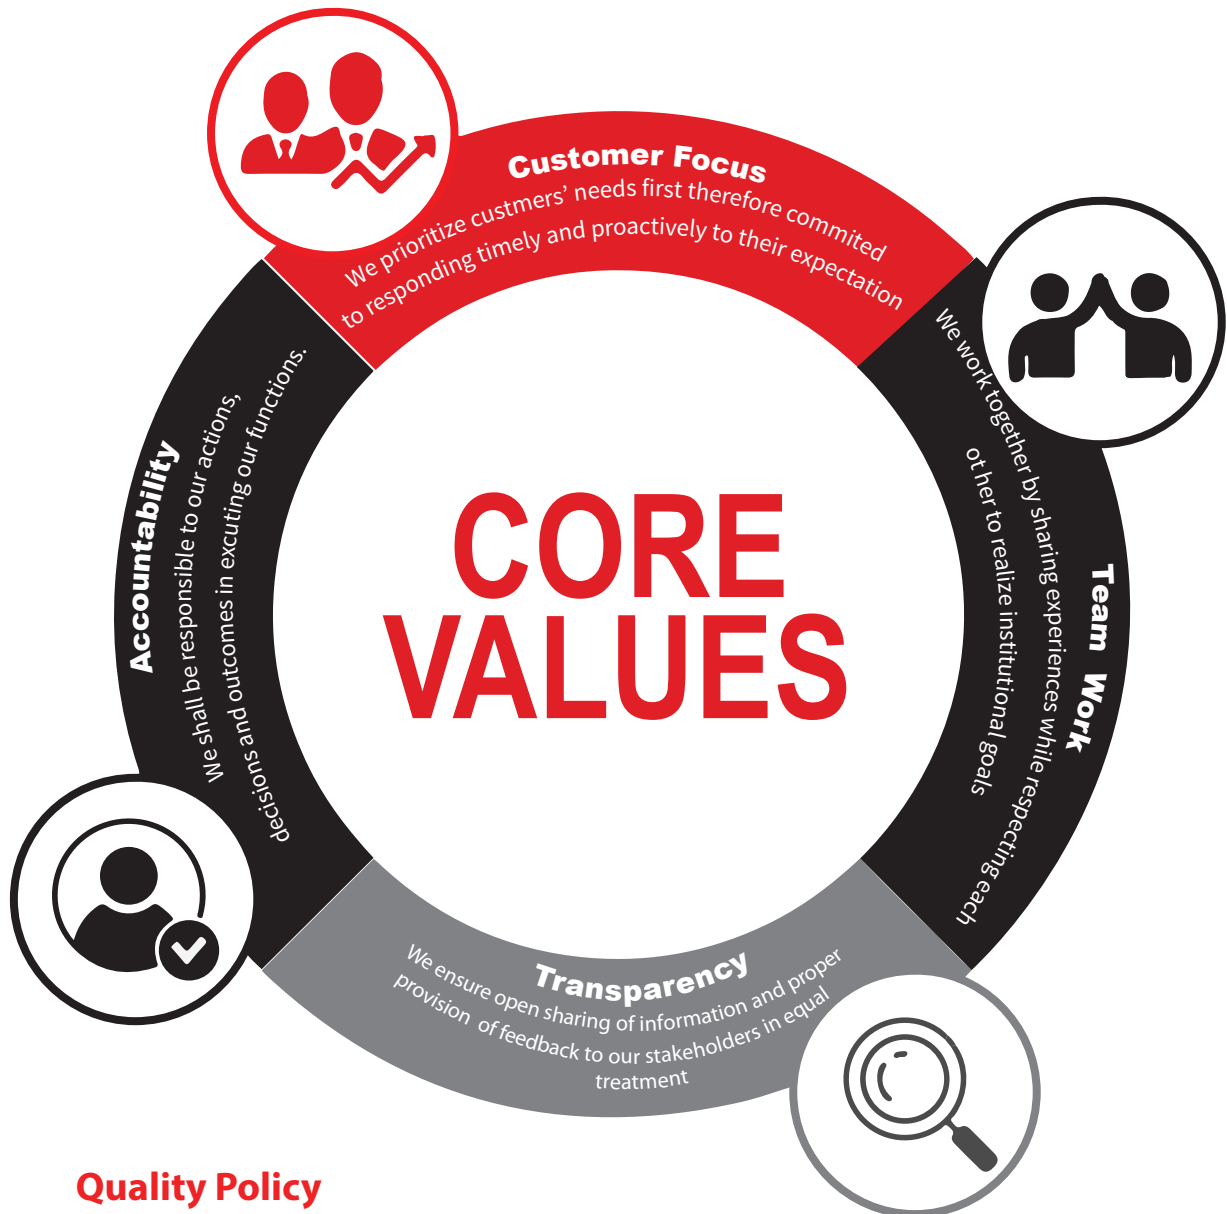 Customer Focus
We prioritize custmers’ needs first therefore commited
to responding timely and proactively to their expectation
Team Work
We work together by sharing experiences while respecting each
ot her to realize institutional goals
Transparency
We ensure open sharing of information and proper
provision of feedback to our stakeholders in equal
treatment
Accountability
We shall be responsible to our actions,
decisions and outcomes in excuting our functions.
CORE
VALUES
Quality Policy